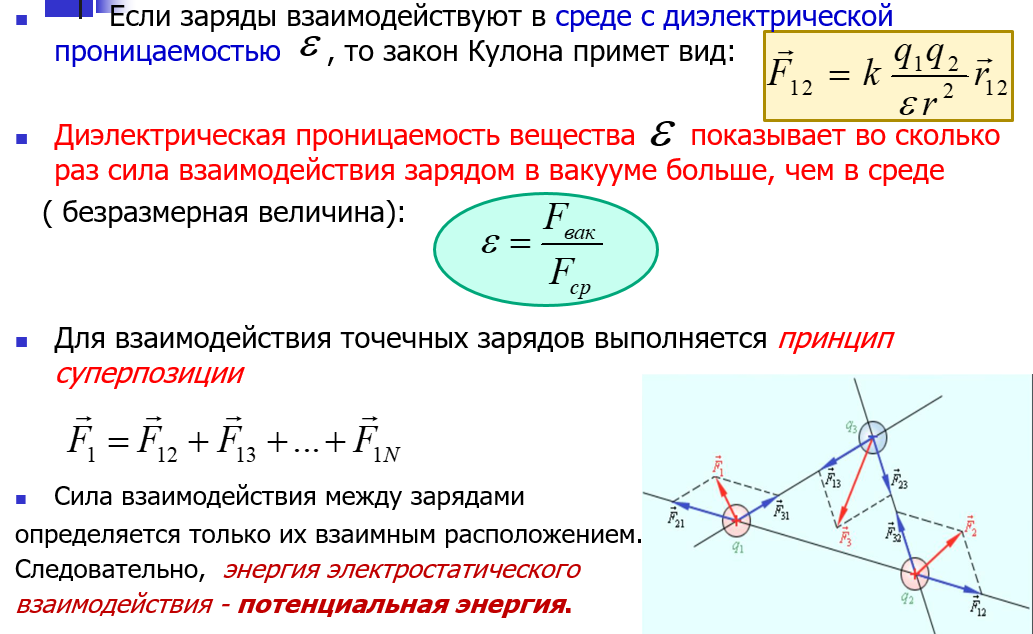 Если заряды взаимодействуют в среде с диэлектрической
проницаемостью ε , то закон Кулона примет вид:
F⃗₁₂ = k q₁q₂ / εr² r⃗₁₂
Диэлектрическая проницаемость вещества ε показывает во сколько
раз сила взаимодействия зарядом в вакууме больше, чем в среде
( безразмерная величина):
ε = Fвак / Fср
Для взаимодействия точечных зарядов выполняется принцип
суперпозиции
F⃗₁ = F⃗₁₂ + F⃗₁₃ + ... + F⃗₁N
Сила взаимодействия между зарядами
определяется только их взаимным расположением.
Следовательно, энергия электростатического
взаимодействия - потенциальная энергия.
q₃
F⃗₁
F⃗₁₃
F⃗₂₃
F⃗₂₁
F⃗₃₁
F⃗₃
F⃗₃₂
F⃗₂
q₁
q₂
F⃗₁₂